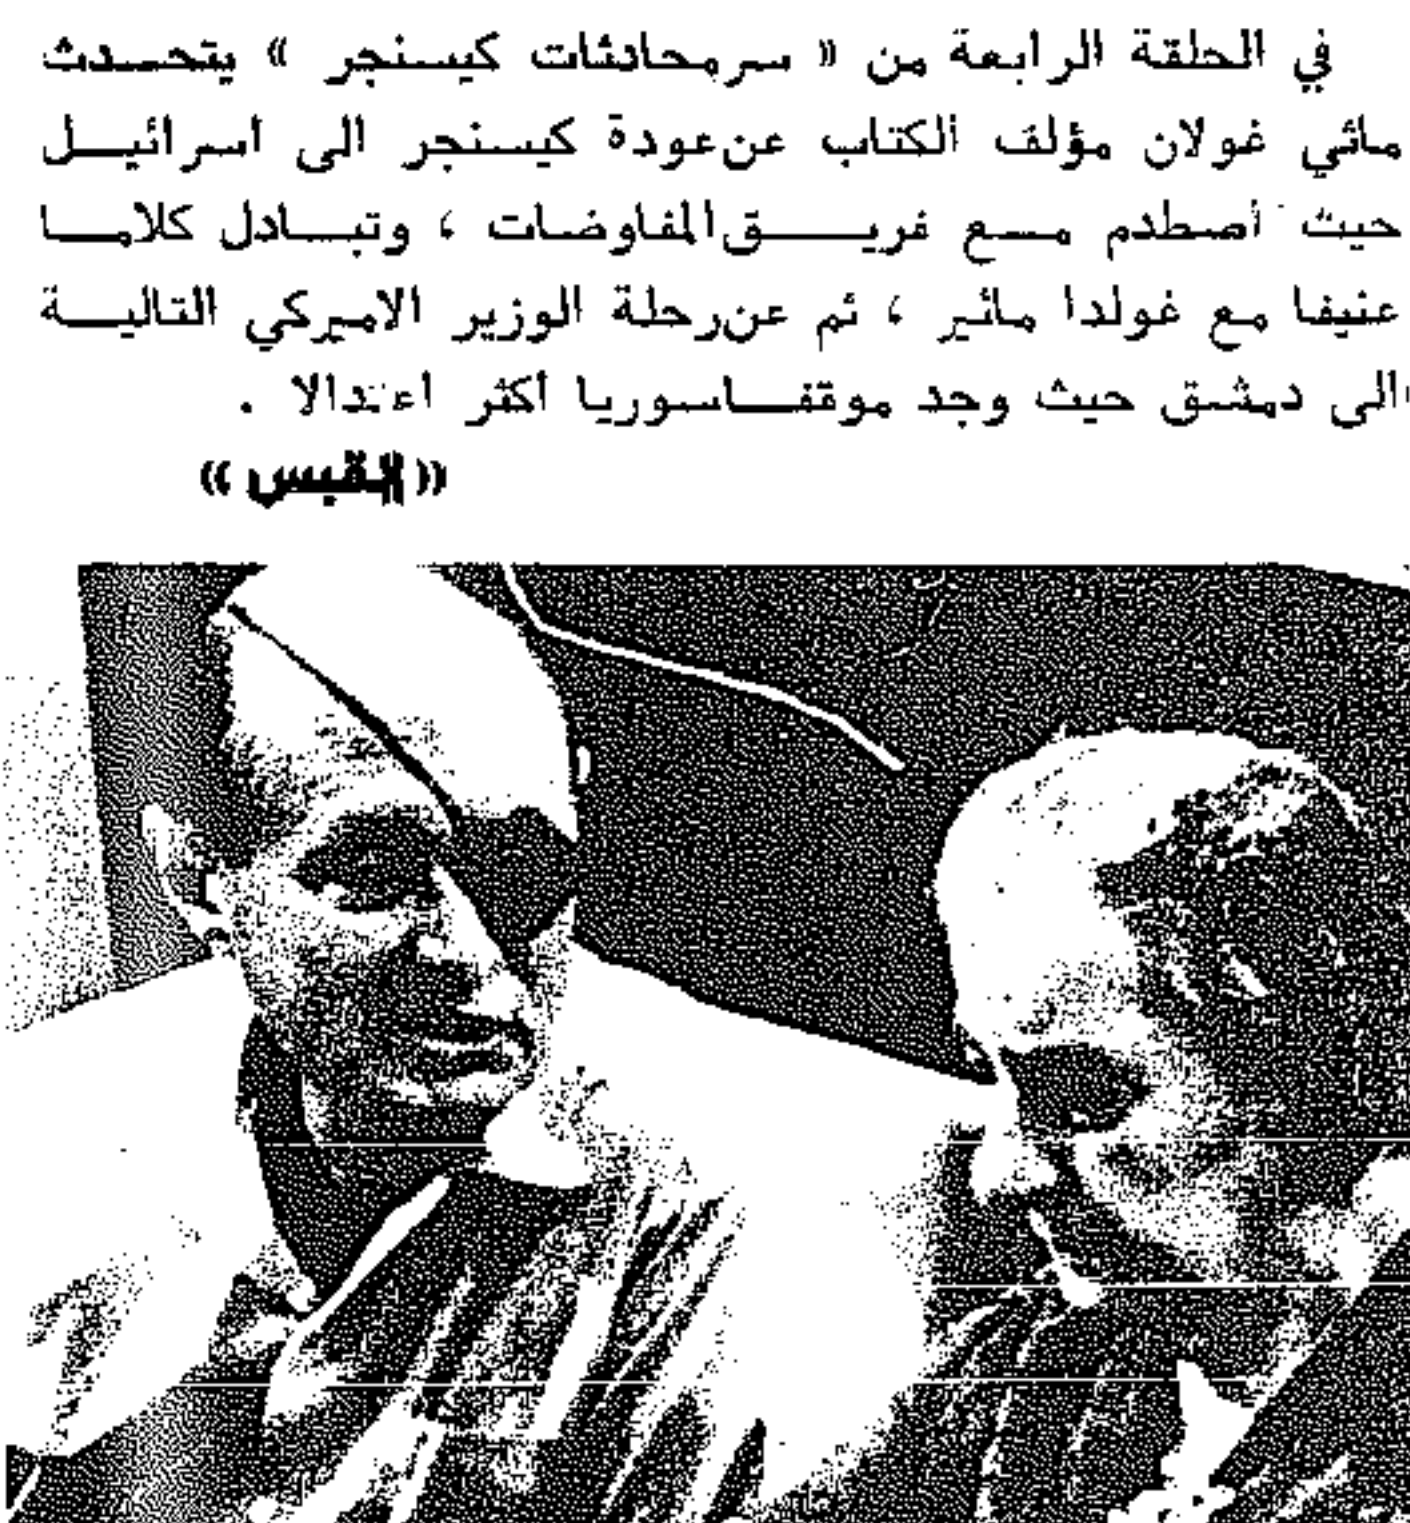 في الحلقة الرابعة من « سر محادثات كيسنجر » يتحدث
ماتي غولان مؤلف الكتاب عن عودة كيسنجر الى اسرائيل
حيث أصطدم مع فريق المفاوضات ، وتبادل كلاما
عنيفا مع غولدا مائير ، ثم عن رحلة الوزير الاميركي التالية
الى دمشق حيث وجد موقف سوريا أكثر اعتدالا .
« القبس »